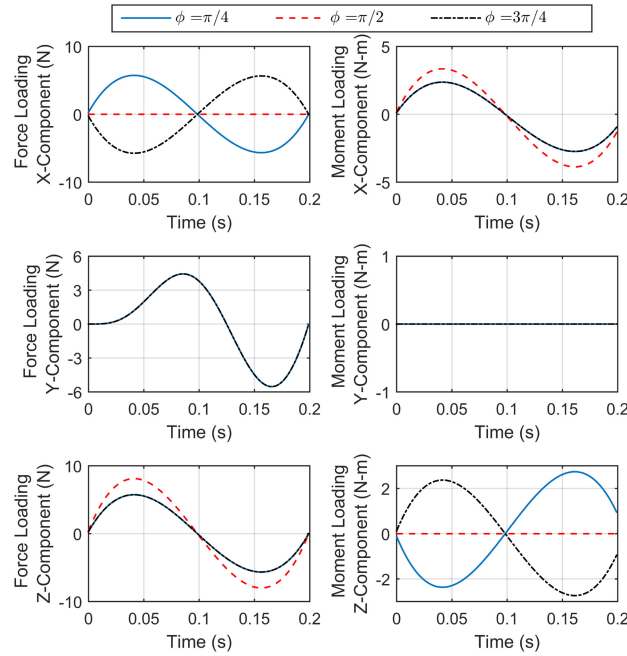 ϕ = π/4 ϕ = π/2 ϕ = 3π/4
Force Loading
X-Component (N)
10
0
-10
0 0.05 0.1 0.15 0.2
Time (s)
Moment Loading
X-Component (N-m)
5
0
-5
0 0.05 0.1 0.15 0.2
Time (s)
Force Loading
Y-Component (N)
6
3
0
-3
-6
0 0.05 0.1 0.15 0.2
Time (s)
Moment Loading
Y-Component (N-m)
1
0
-1
0 0.05 0.1 0.15 0.2
Time (s)
Force Loading
Z-Component (N)
10
0
-10
0 0.05 0.1 0.15 0.2
Time (s)
Moment Loading
Z-Component (N-m)
2
0
-2
0 0.05 0.1 0.15 0.2
Time (s)